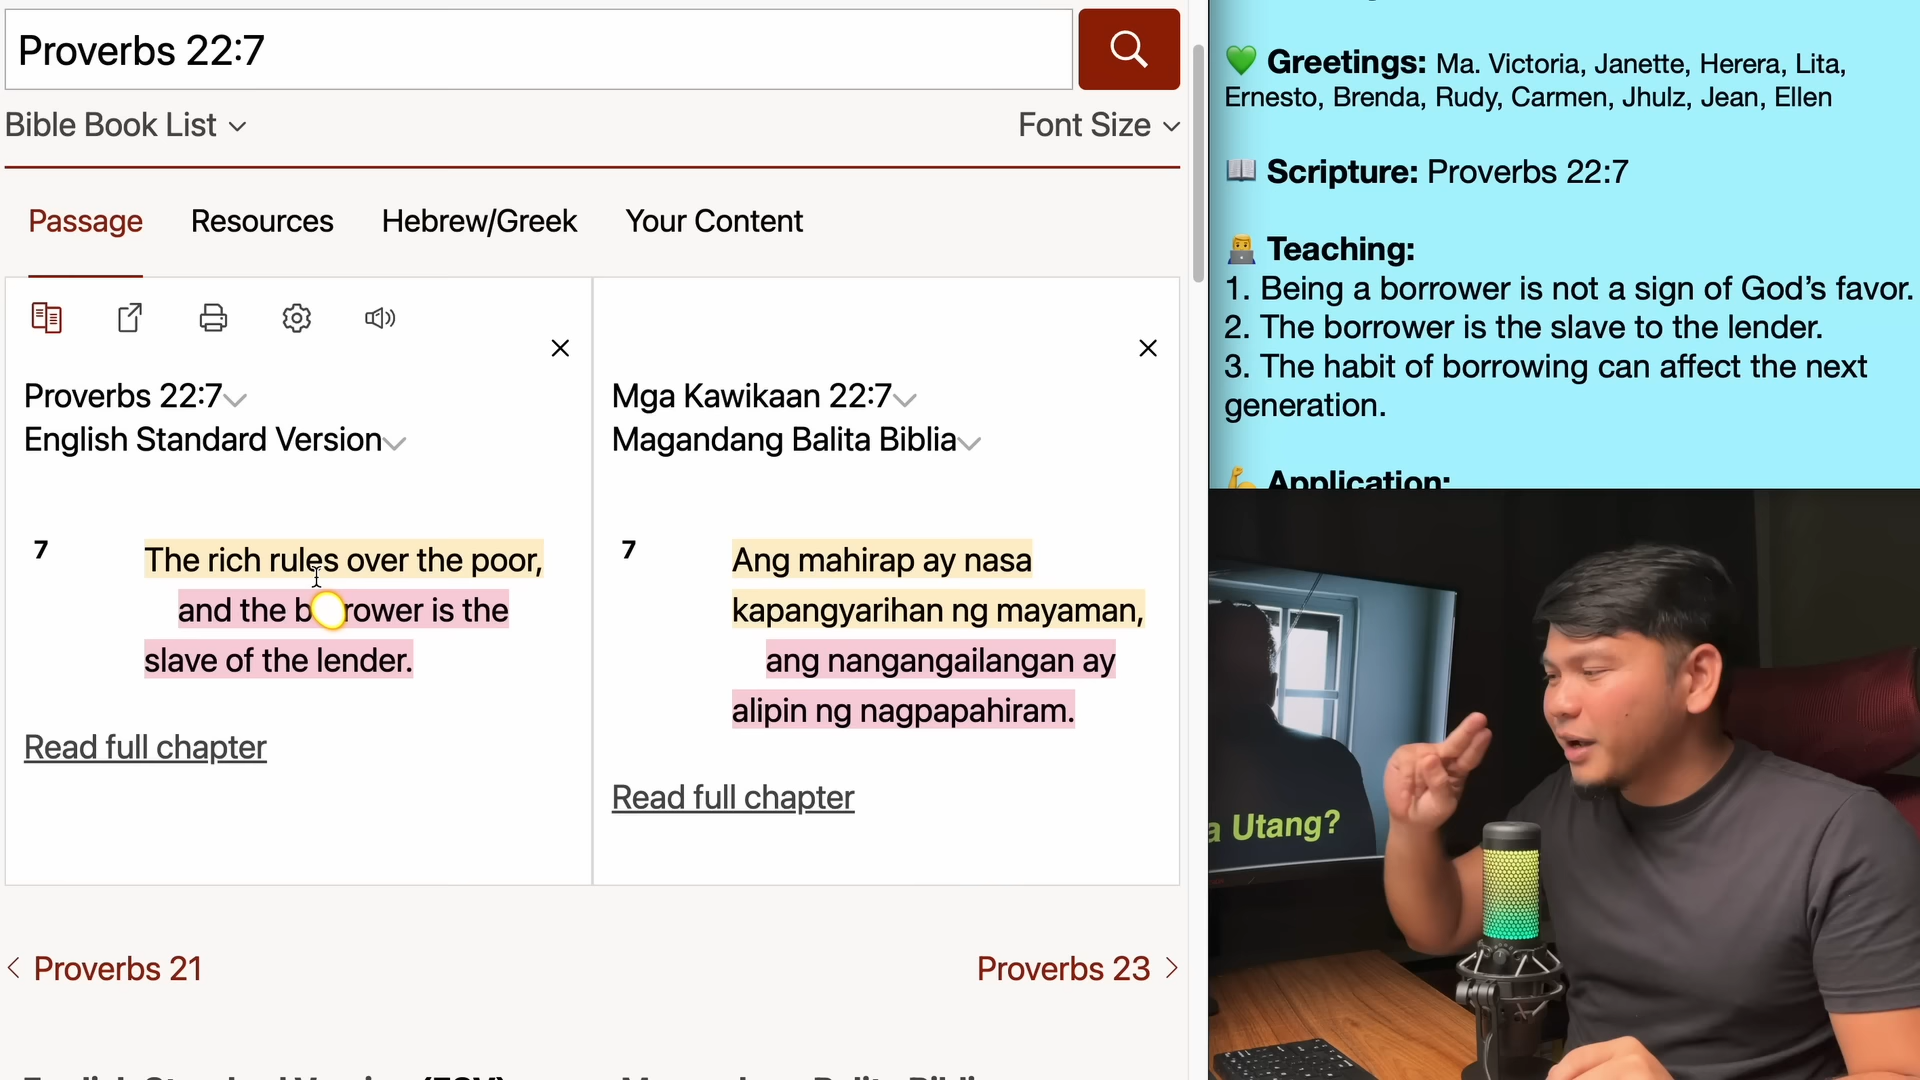 Proverbs 22:7
Bible Book List
Font Size
Passage
Resources
Hebrew/Greek
Your Content
Proverbs 22:7
English Standard Version
7 The rich rules over the poor,
and the b rower is the
slave of the lender.
Read full chapter
Mga Kawikaan 22:7
Magandang Balita Biblia
7 Ang mahirap ay nasa
kapangyarihan ng mayaman,
ang nangangailangan ay
alipin ng nagpapahiram.
Read full chapter
Proverbs 21
Proverbs 23
💚 Greetings: Ma. Victoria, Janette, Herera, Lita,
Ernesto, Brenda, Rudy, Carmen, Jhulz, Jean, Ellen
📖 Scripture: Proverbs 22:7
👨‍💻 Teaching:
1. Being a borrower is not a sign of God’s favor.
2. The borrower is the slave to the lender.
3. The habit of borrowing can affect the next
generation.
💪 Application:
a Utang?